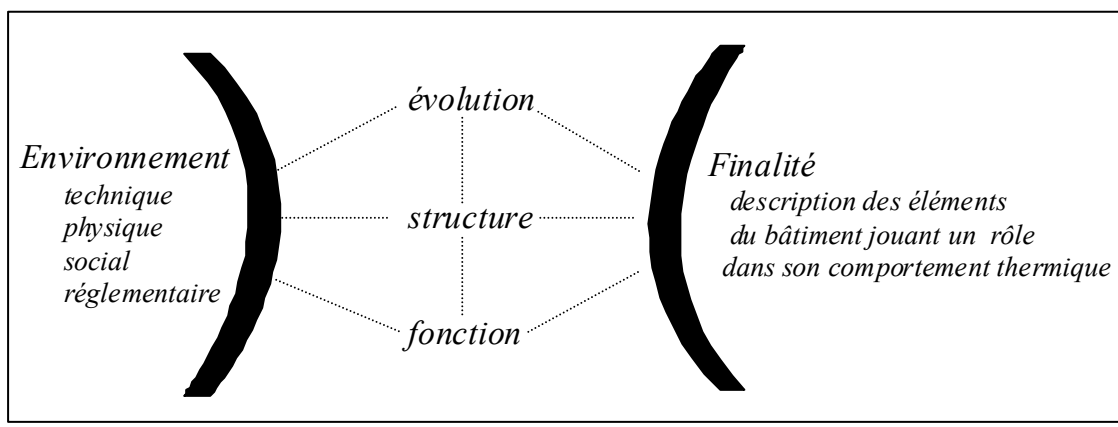 Environnement
technique
physique
social
réglementaire
évolution
structure
fonction
Finalité
description des éléments
du bâtiment jouant un rôle
dans son comportement thermique